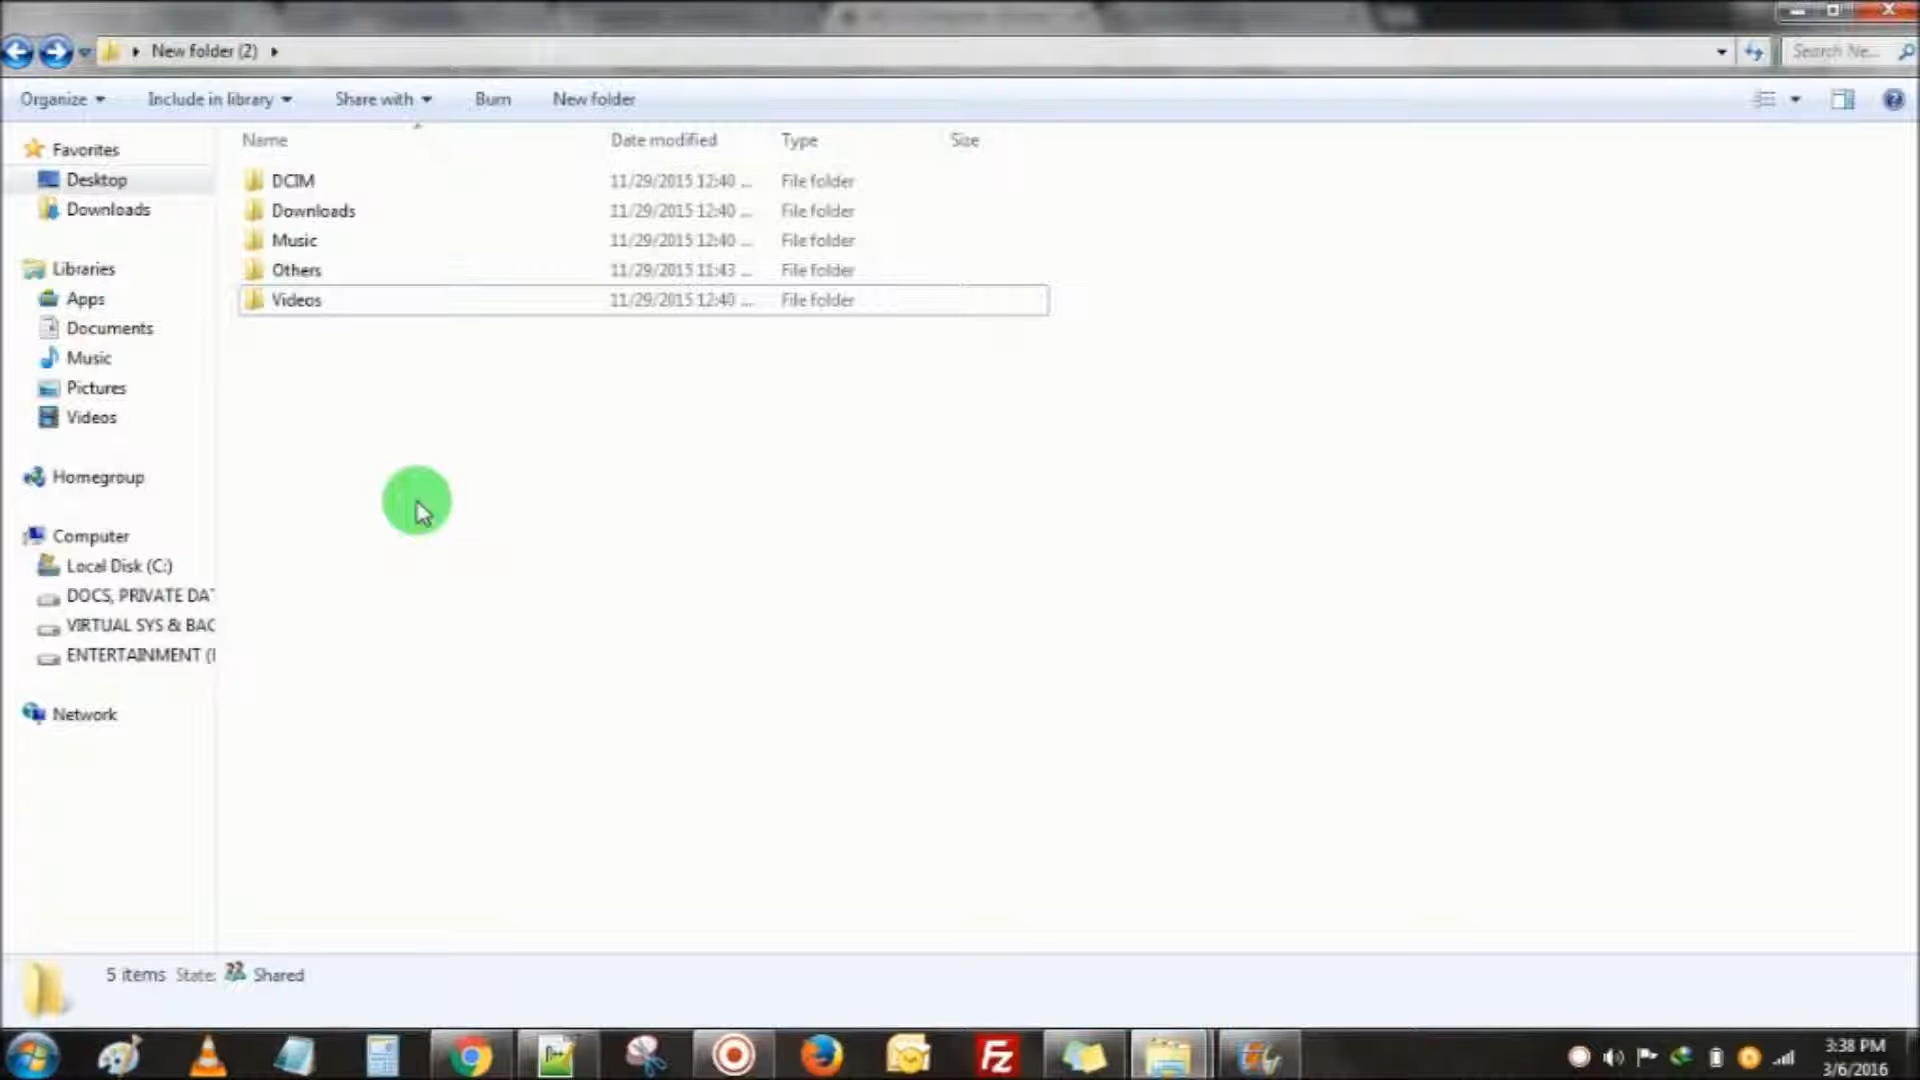 New folder (2)
Search Ne...
Organize
Include in library
Share with
Burn
New folder
Name
Date modified
Type
Size
DCIM 11/29/2015 12:40 ... File folder
Downloads 11/29/2015 12:40 ... File folder
Music 11/29/2015 12:40 ... File folder
Others 11/29/2015 11:43 ... File folder
Videos 11/29/2015 12:40 ... File folder
Favorites
Desktop
Downloads
Libraries
Apps
Documents
Music
Pictures
Videos
Homegroup
Computer
Local Disk (C:)
DOCS, PRIVATE DAT
VIRTUAL SYS & BAC
ENTERTAINMENT (
Network
5 items State: Shared
Fz
3:38 PM
3/6/2016